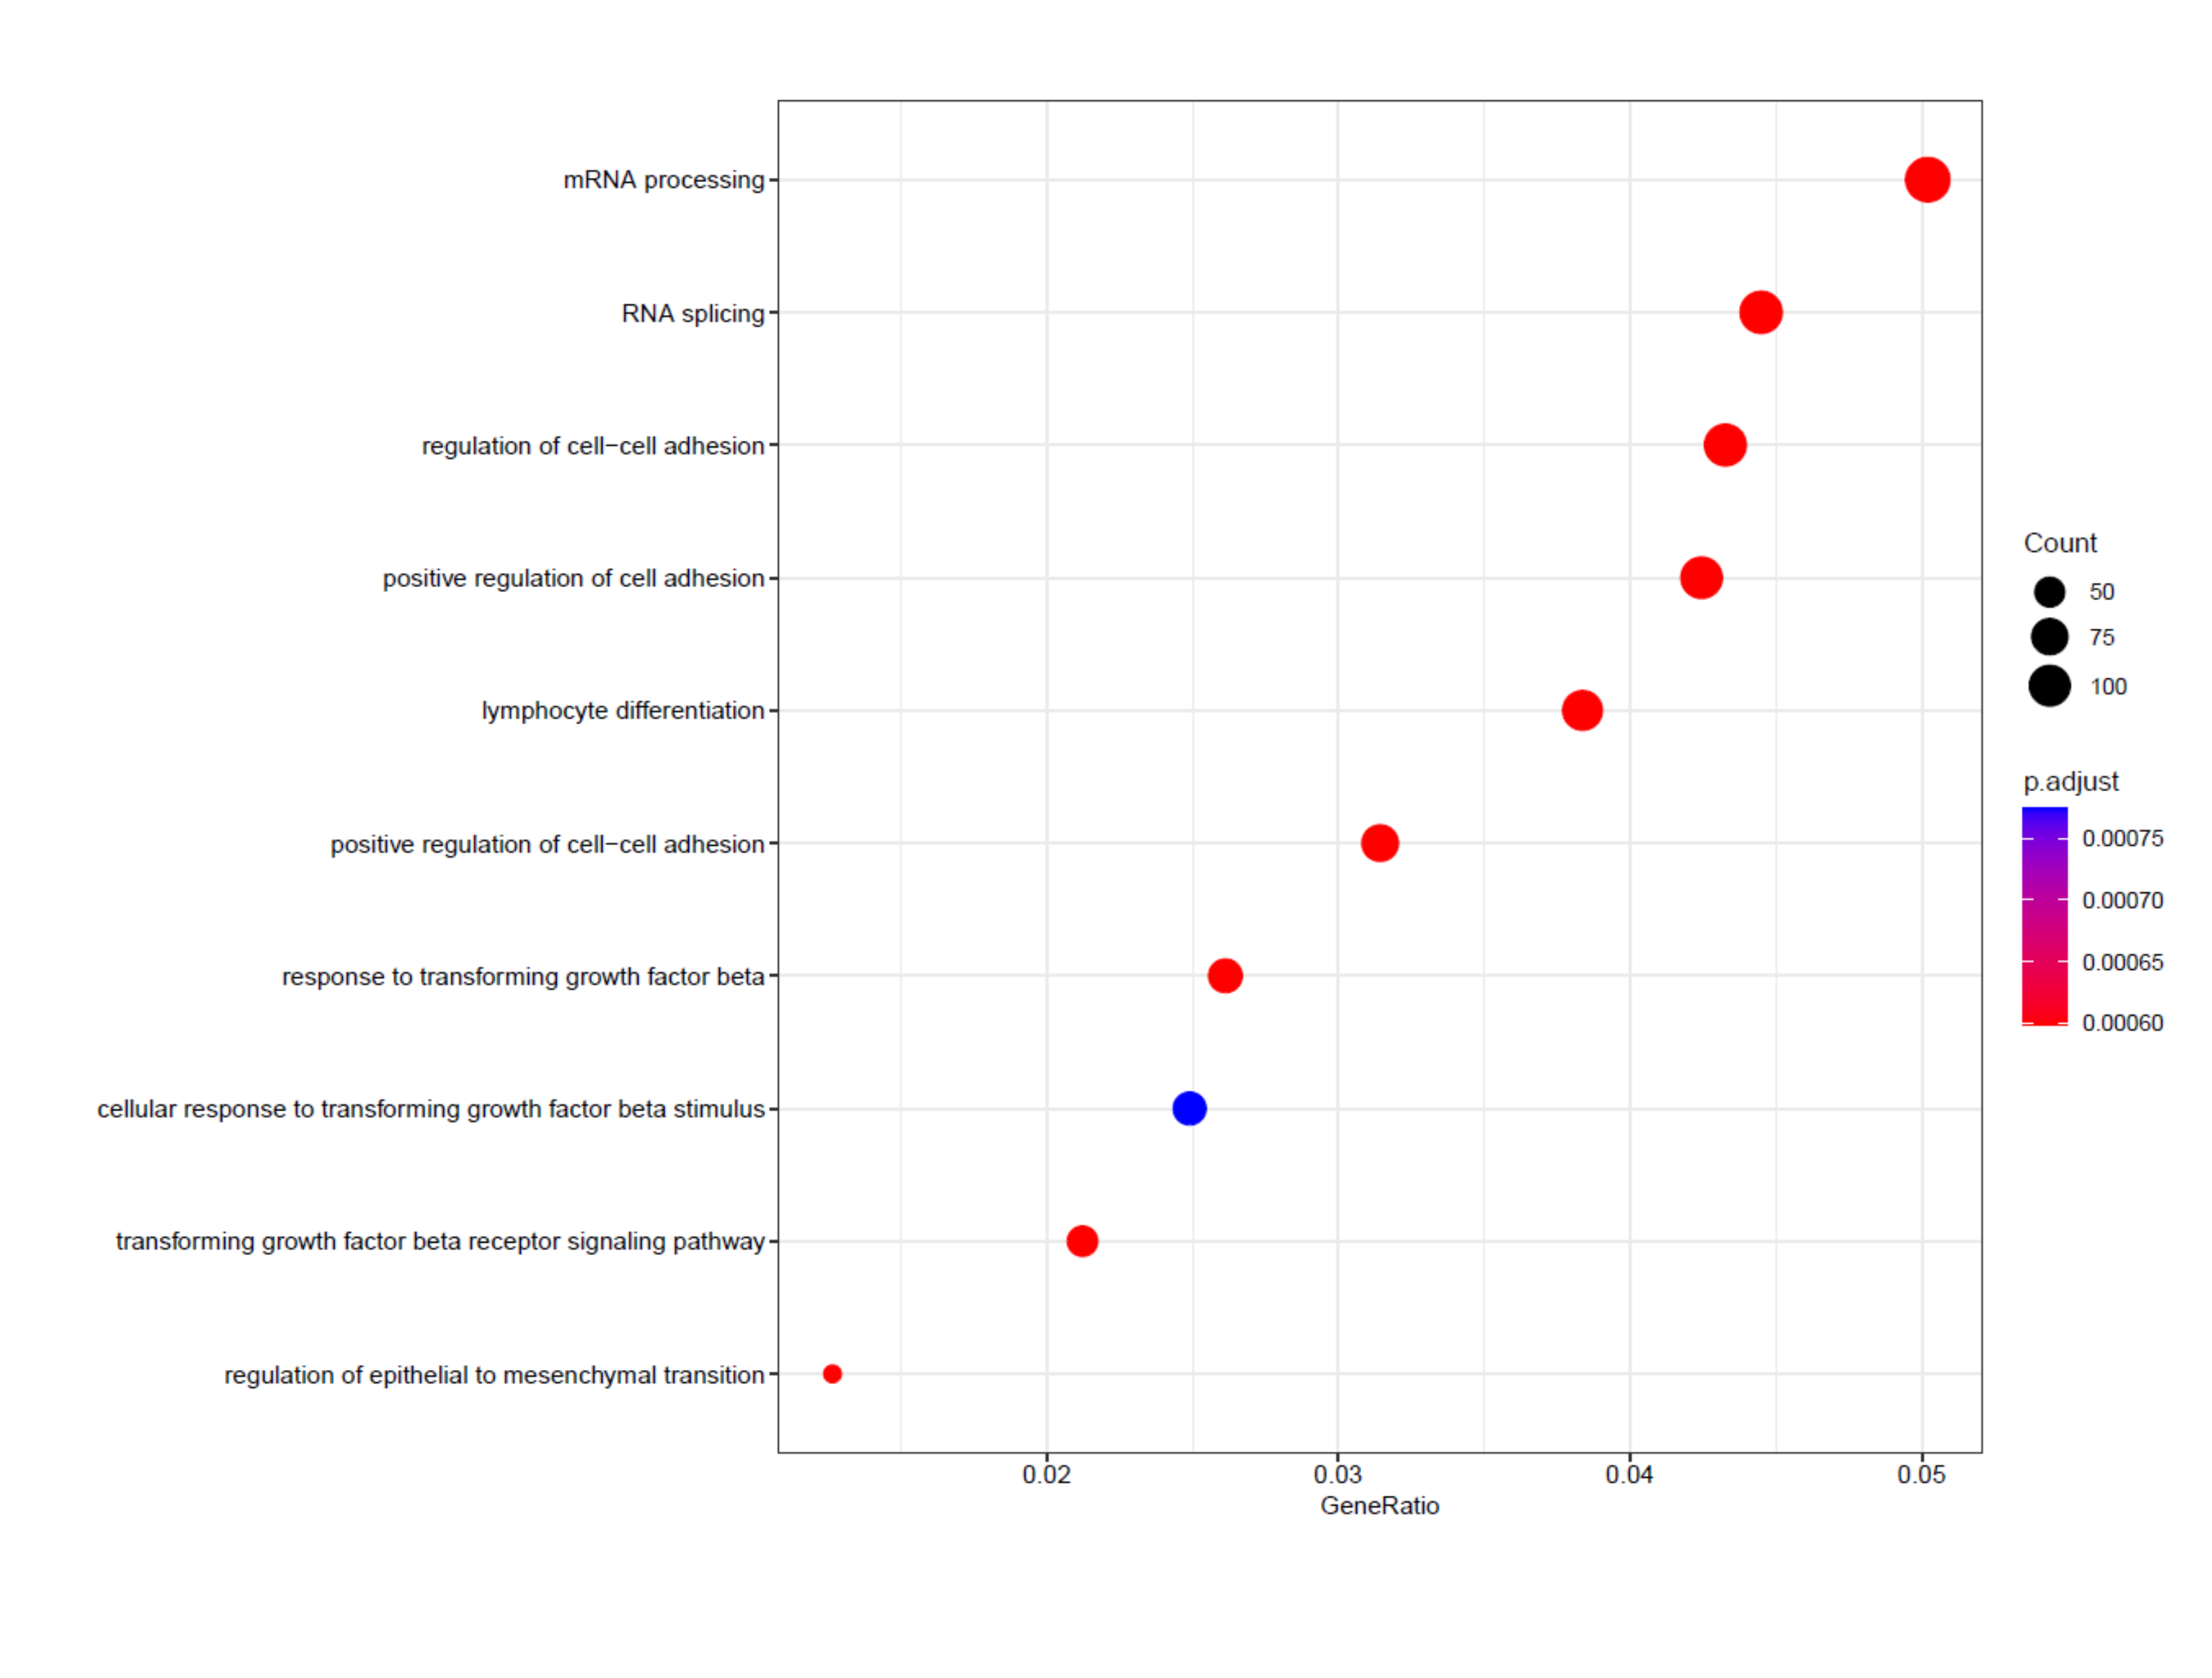 mRNA processing
RNA splicing
regulation of cell−cell adhesion
positive regulation of cell adhesion
lymphocyte differentiation
positive regulation of cell−cell adhesion
response to transforming growth factor beta
cellular response to transforming growth factor beta stimulus
transforming growth factor beta receptor signaling pathway
regulation of epithelial to mesenchymal transition
0.02 0.03 0.04 0.05
GeneRatio
Count
50
75
100
p.adjust
0.00075
0.00070
0.00065
0.00060